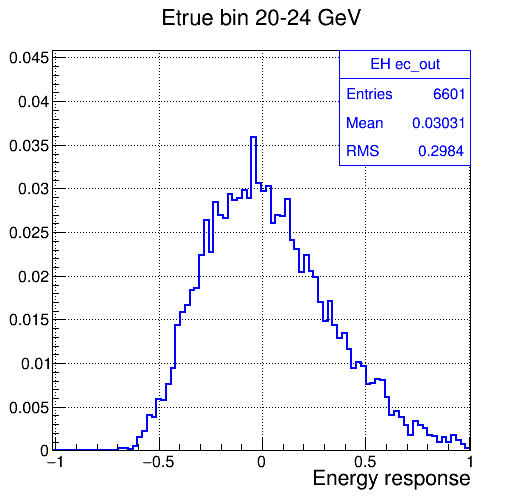 Etrue bin 20-24 GeV
EH ec_out
Entries 6601
Mean 0.03031
RMS 0.2984
0.045
0.04
0.035
0.03
0.025
0.02
0.015
0.01
0.005
0
−1 −0.5 0 0.5 1
Energy response